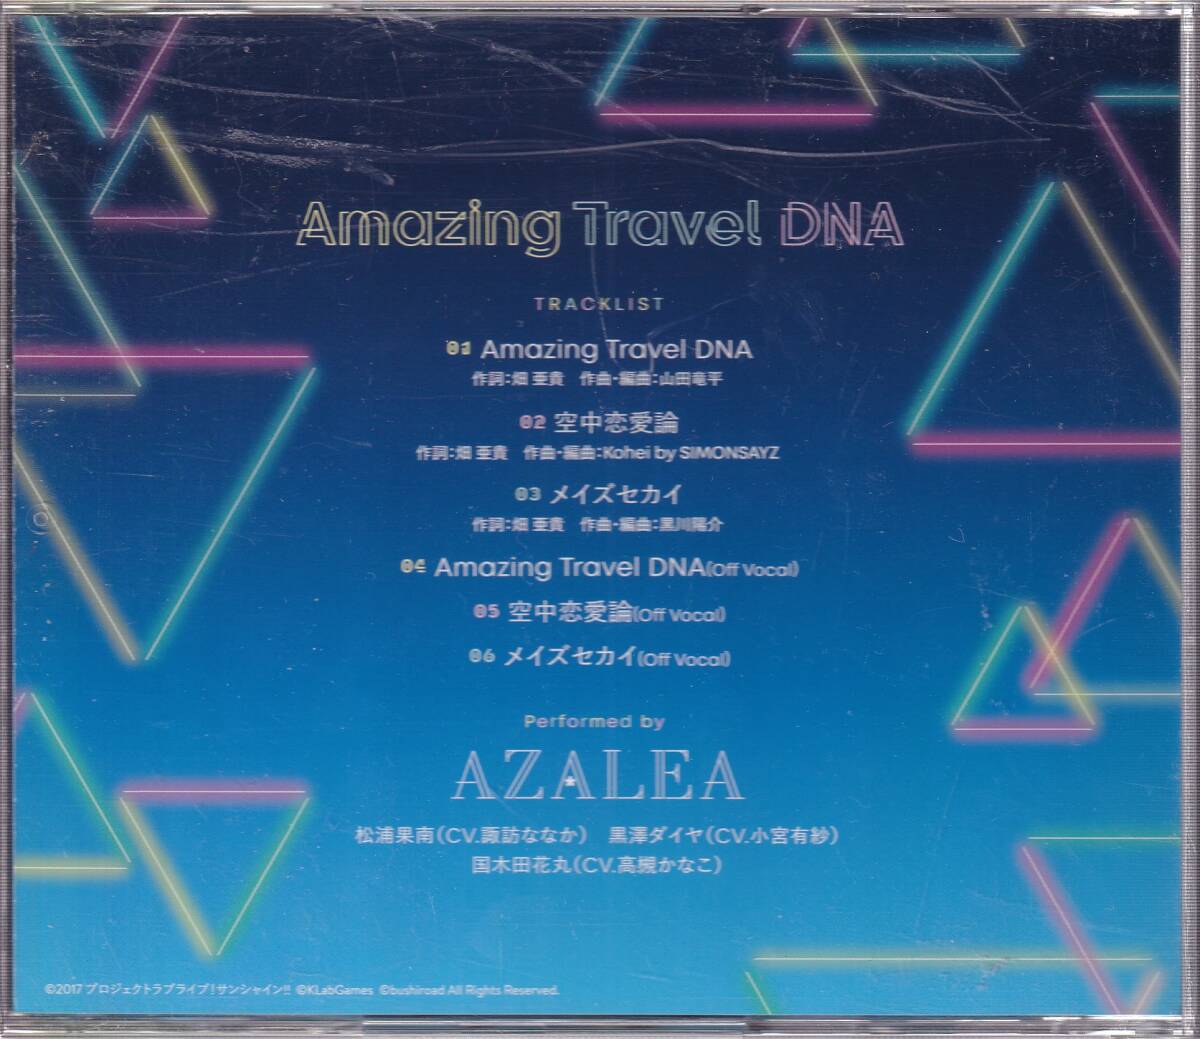 Amazing Travel DNA
TRACKLIST
01 Amazing Travel DNA
作詞:畑 亜貴　作曲・編曲:山田竜平
02 空中恋愛論
作詞:畑 亜貴　作曲・編曲:Kohei by SIMONSAYZ
03 メイズセカイ
作詞:畑 亜貴　作曲・編曲:黒川陽介
04 Amazing Travel DNA(Off Vocal)
05 空中恋愛論(Off Vocal)
06 メイズセカイ(Off Vocal)
Performed by
AZALEA
松浦果南(CV.諏訪ななか)　黒澤ダイヤ(CV.小宮有紗)
国木田花丸(CV.高槻かなこ)
©2017 プロジェクトラブライブ!サンシャイン!! ©KLabGames ©bushiroad All Rights Reserved.